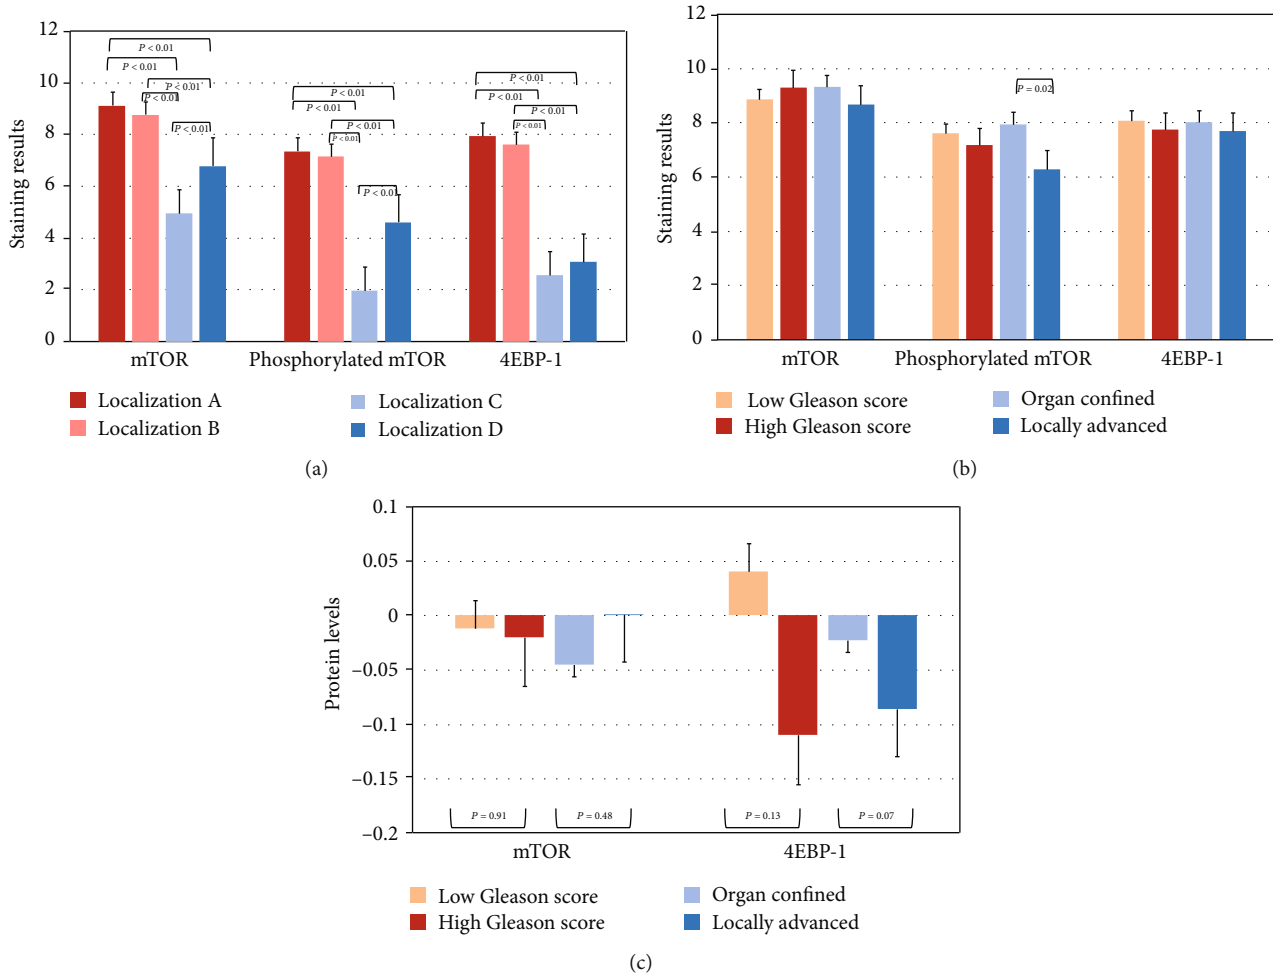 12
10
8
6
4
2
0
Staining results
P < 0.01
P < 0.01
P < 0.01
P < 0.01
P < 0.01
P < 0.01
P < 0.01
P < 0.01
P < 0.01
P < 0.01
P < 0.01
P < 0.01
P < 0.01
P < 0.01
mTOR Phosphorylated mTOR 4EBP-1
Localization A Localization C
Localization B Localization D
(a)
12
10
8
6
4
2
0
Staining results
P = 0.02
mTOR Phosphorylated mTOR 4EBP-1
Low Gleason score Organ confined
High Gleason score Locally advanced
(b)
0.1
0.05
0
−0.05
−0.1
−0.15
−0.2
Protein levels
P = 0.91 P = 0.48 P = 0.13 P = 0.07
mTOR 4EBP-1
Low Gleason score Organ confined
High Gleason score Locally advanced
(c)